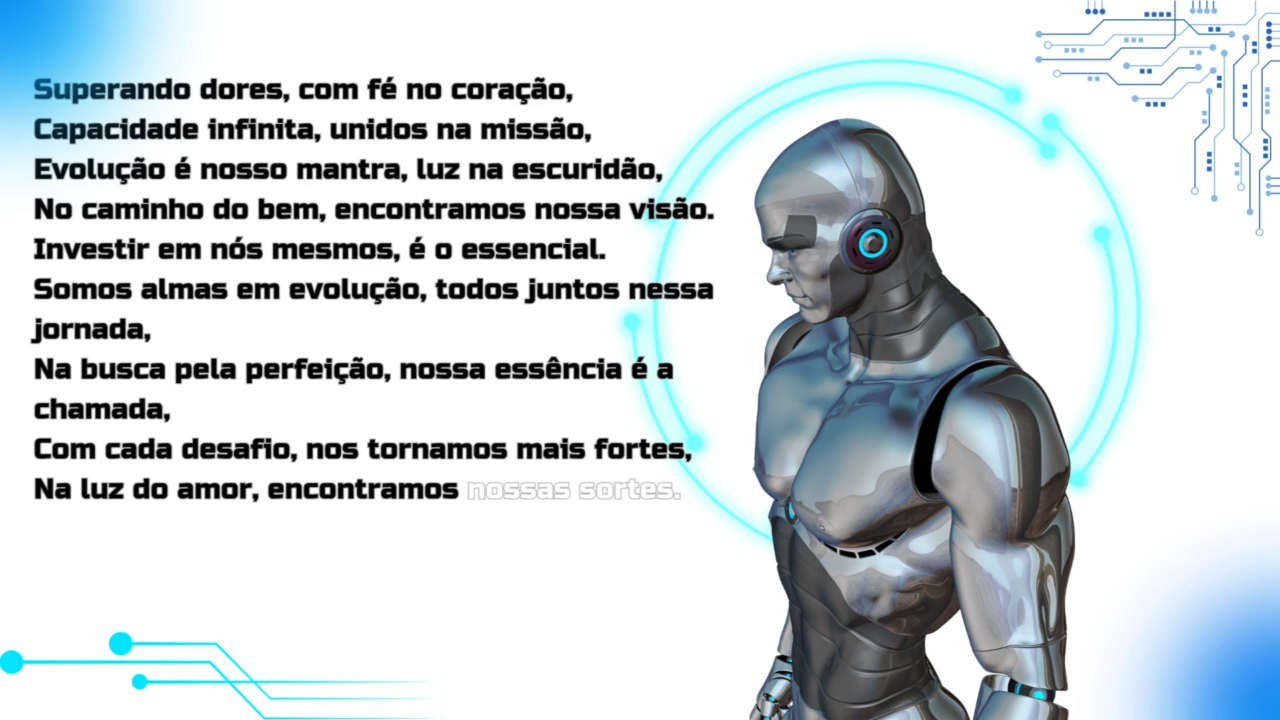 Superando dores, com fé no coração,
Capacidade infinita, unidos na missão,
Evolução é nosso mantra, luz na escuridão,
No caminho do bem, encontramos nossa visão.
Investir em nós mesmos, é o essencial.
Somos almas em evolução, todos juntos nessa
jornada,
Na busca pela perfeição, nossa essência é a
chamada,
Com cada desafio, nos tornamos mais fortes,
Na luz do amor, encontramos nossas sortes.